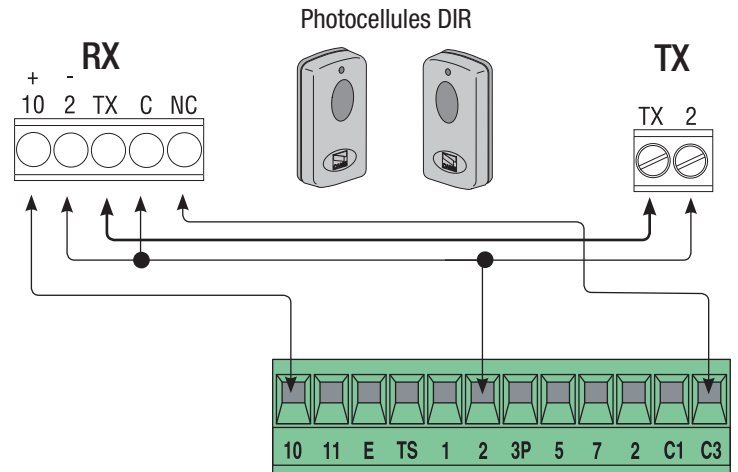 Photocellules DIR
RX
TX
+ -
10 2 TX C NC
TX 2
10 11 E TS 1 2 3P 5 7 2 C1 C3